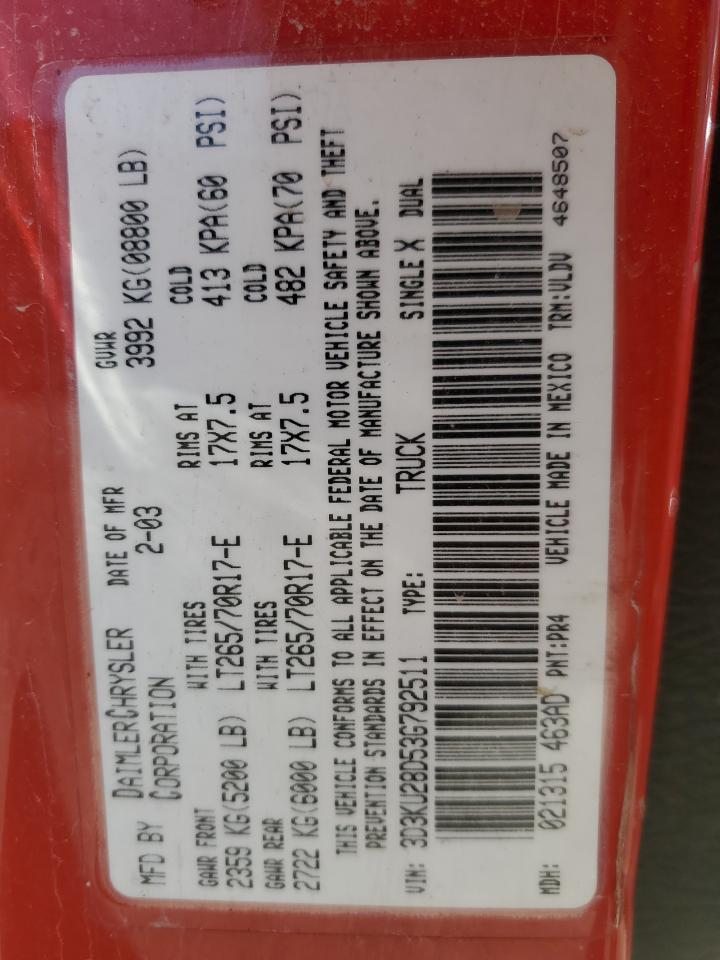 MFD BY DAIMLERCHRYSLER CORPORATION DATE OF MFR 2-03 GVWR 3992 KG(08800 LB)
GAWR FRONT WITH TIRES RIMS AT COLD
2359 KG(5200 LB) LT265/70R17-E 17X7.5 413 KPA(60 PSI)
GAWR REAR WITH TIRES RIMS AT COLD
2722 KG(6000 LB) LT265/70R17-E 17X7.5 482 KPA(70 PSI)
THIS VEHICLE CONFORMS TO ALL APPLICABLE FEDERAL MOTOR VEHICLE SAFETY AND THEFT
PREVENTION STANDARDS IN EFFECT ON THE DATE OF MANUFACTURE SHOWN ABOVE.
VIN: 3D3KU28D53G792511 TYPE: TRUCK SINGLE X DUAL
MDH: 021315 463AD PNT:PR4 VEHICLE MADE IN MEXICO TRM:VLDV 4648507